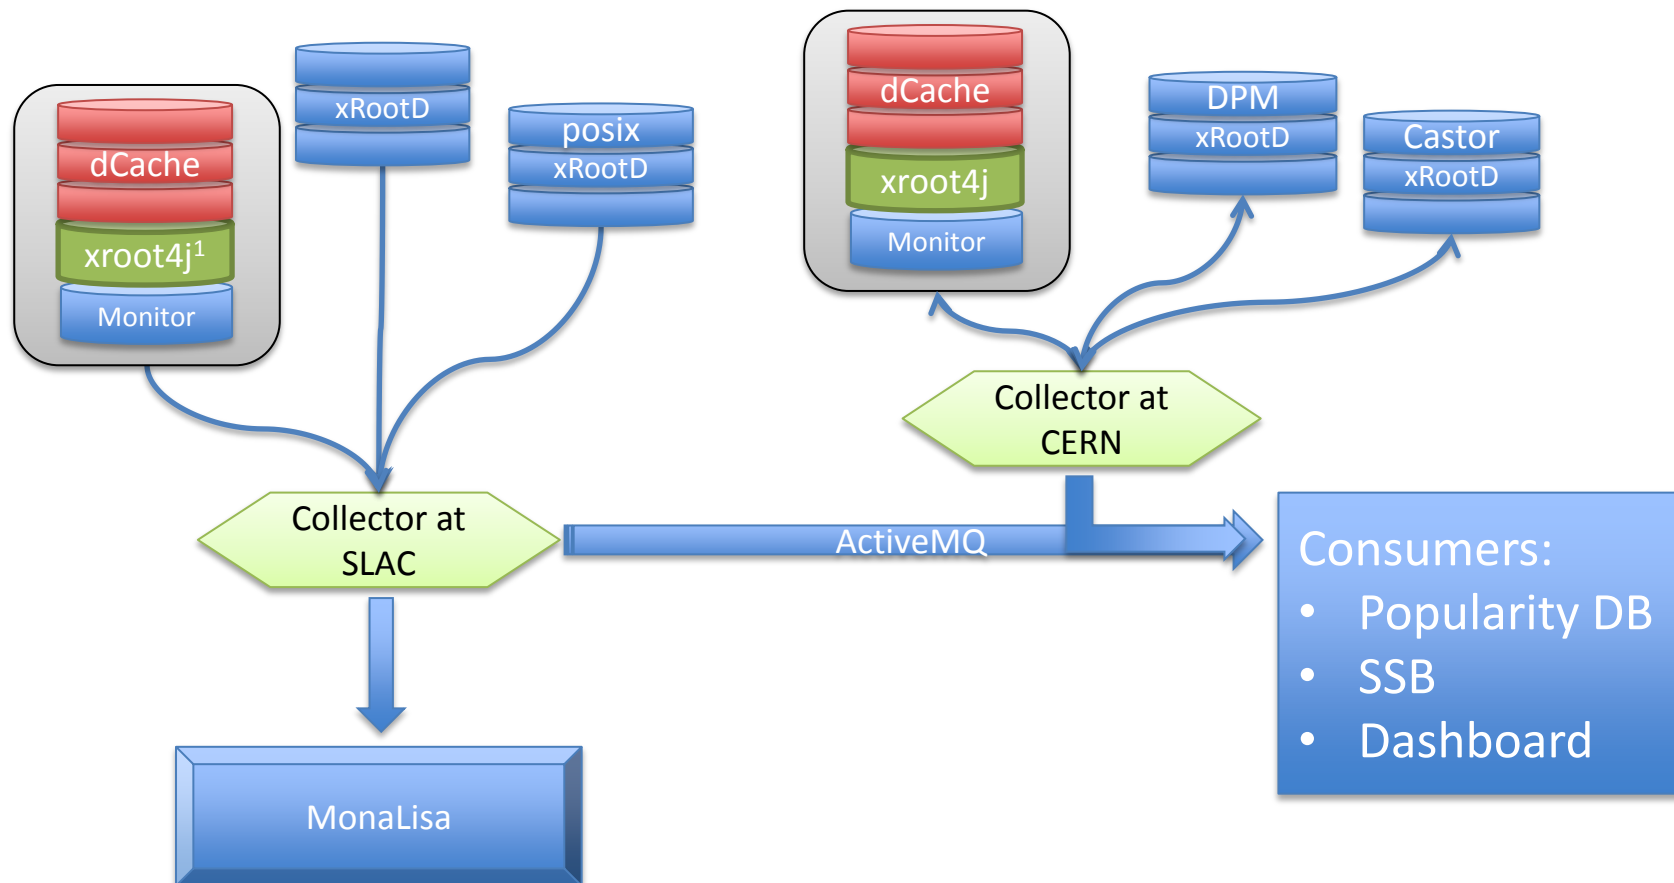 dCache
xroot4j¹
Monitor
xRootD
posix
xRootD
dCache
xroot4j
Monitor
DPM
xRootD
Castor
xRootD
Collector at
CERN
Collector at
SLAC
ActiveMQ
Consumers:
• Popularity DB
• SSB
• Dashboard
MonaLisa